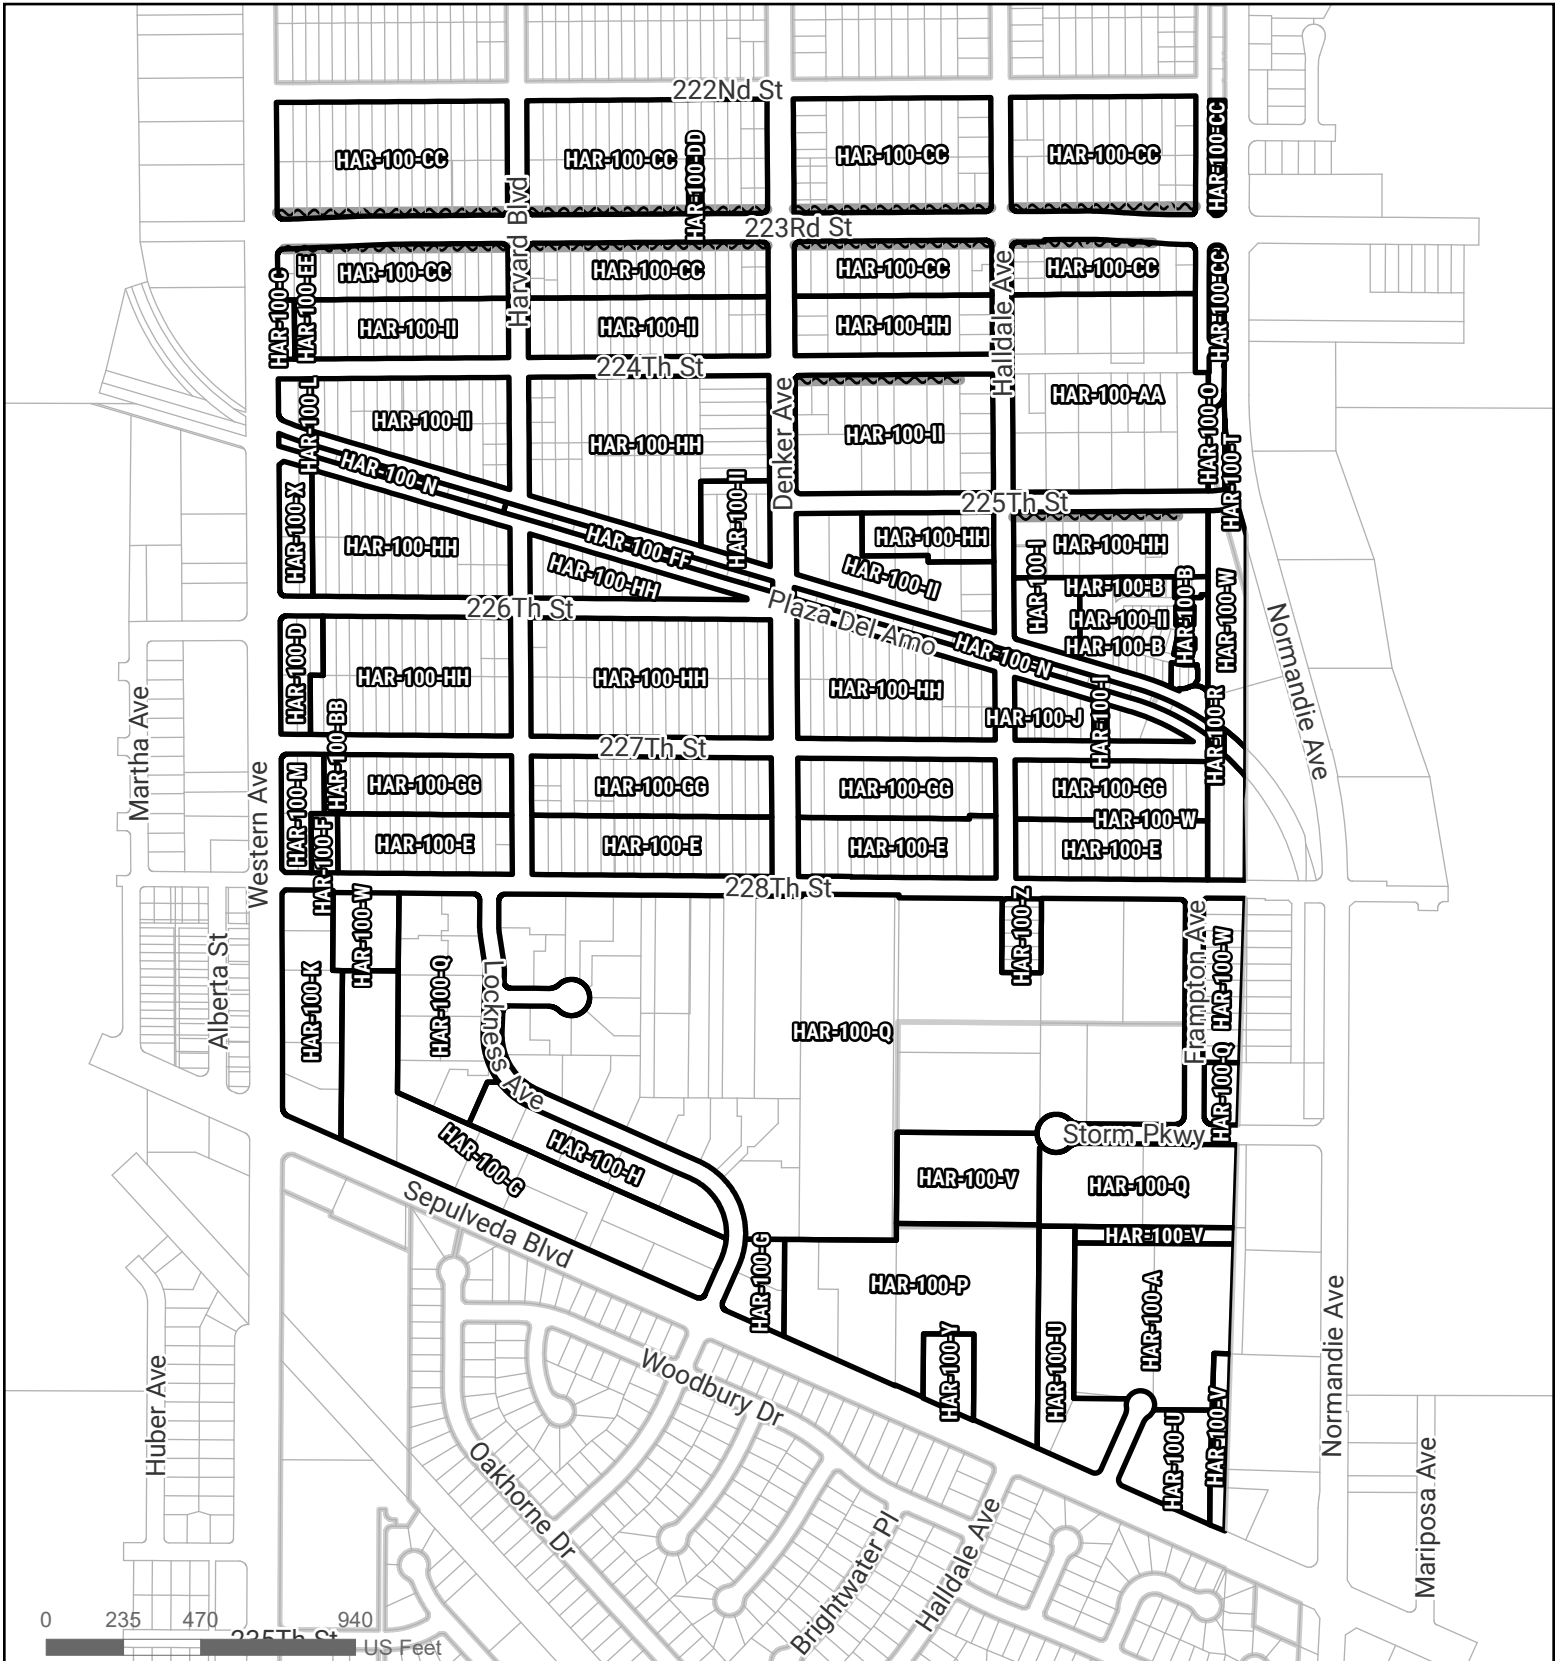 222Nd St
HAR-100-CC
HAR-100-CC
HAR-100-DD
HAR-100-CC
HAR-100-CC
HAR-100-CC
Harvard Blvd
223Rd St
HAR-100-C
HAR-100-EE
HAR-100-CC
HAR-100-CC
HAR-100-CC
Halldale Ave
HAR-100-CC
HAR-100-CC
HAR-100-II
HAR-100-II
HAR-100-HH
224Th St
HAR-100-L
HAR-100-II
HAR-100-HH
Denker Ave
HAR-100-II
HAR-100-AA
HAR-100-O
HAR-100-T
HAR-100-N
HAR-100-II
225Th St
HAR-100-X
HAR-100-HH
HAR-100-FF
HAR-100-HH
HAR-100-HH
HAR-100-II
HAR-100-I
HAR-100-HH
HAR-100-B
HAR-100-II
HAR-100-B
HAR-100-B
HAR-100-W
Normandie Ave
226Th St
Plaza Del Amo
HAR-100-N
HAR-100-D
HAR-100-HH
HAR-100-HH
HAR-100-HH
HAR-100-J
HAR-100-I
HAR-100-R
Martha Ave
HAR-100-BB
227Th St
Western Ave
HAR-100-M
HAR-100-GG
HAR-100-GG
HAR-100-GG
HAR-100-GG
HAR-100-W
HAR-100-F
HAR-100-E
HAR-100-E
HAR-100-E
HAR-100-E
228Th St
HAR-100-W
HAR-100-Z
Frampton Ave
HAR-100-W
Alberta St
HAR-100-K
HAR-100-Q
Lockness Ave
HAR-100-Q
HAR-100-Q
Storm Pkwy
HAR-100-G
HAR-100-H
HAR-100-V
HAR-100-Q
Sepulveda Blvd
HAR-100-G
HAR-100-V
HAR-100-P
HAR-100-A
HAR-100-Y
HAR-100-U
HAR-100-U
HAR-100-V
Normandie Ave
Huber Ave
Woodbury Dr
Oakhorne Dr
Brightwater Pl
Halldale Ave
Mariposa Ave
0 235 470 940
235Th St
US Feet